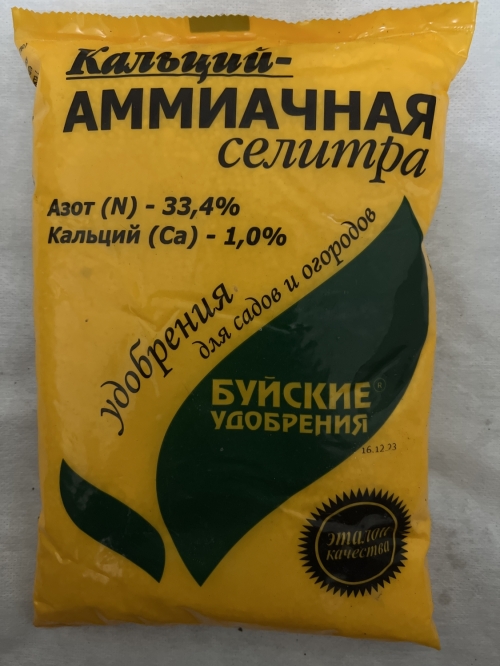 Кальций-
АММИАЧНАЯ
селитра
Азот (N) - 33,4%
Кальций (Ca) - 1,0%
удобрения
для садов и огородов
БУЙСКИЕ®
УДОБРЕНИЯ
16.12.23
эталон
качества